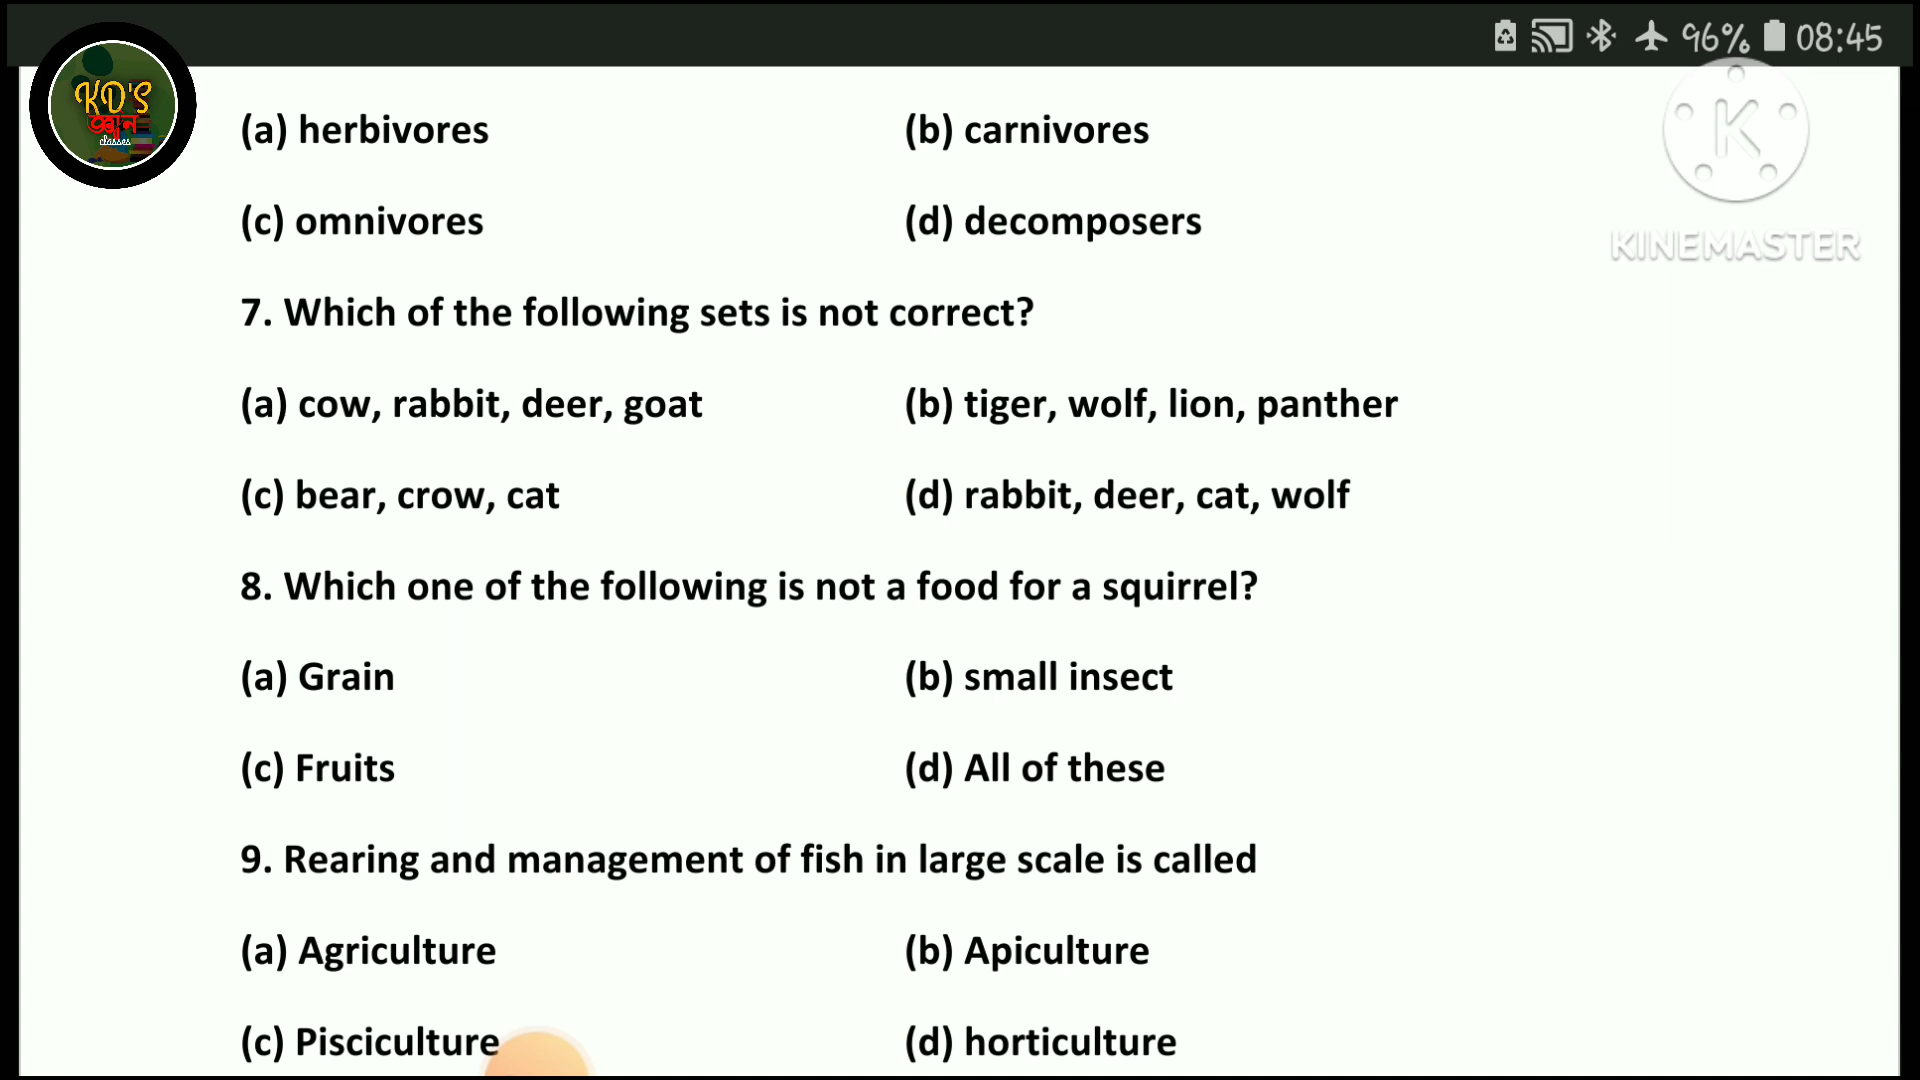 96% 08:45
KD'S
জ্ঞান
classes
K
KINEMASTER
(a) herbivores (b) carnivores
(c) omnivores (d) decomposers
7. Which of the following sets is not correct?
(a) cow, rabbit, deer, goat (b) tiger, wolf, lion, panther
(c) bear, crow, cat (d) rabbit, deer, cat, wolf
8. Which one of the following is not a food for a squirrel?
(a) Grain (b) small insect
(c) Fruits (d) All of these
9. Rearing and management of fish in large scale is called
(a) Agriculture (b) Apiculture
(c) Pisciculture (d) horticulture